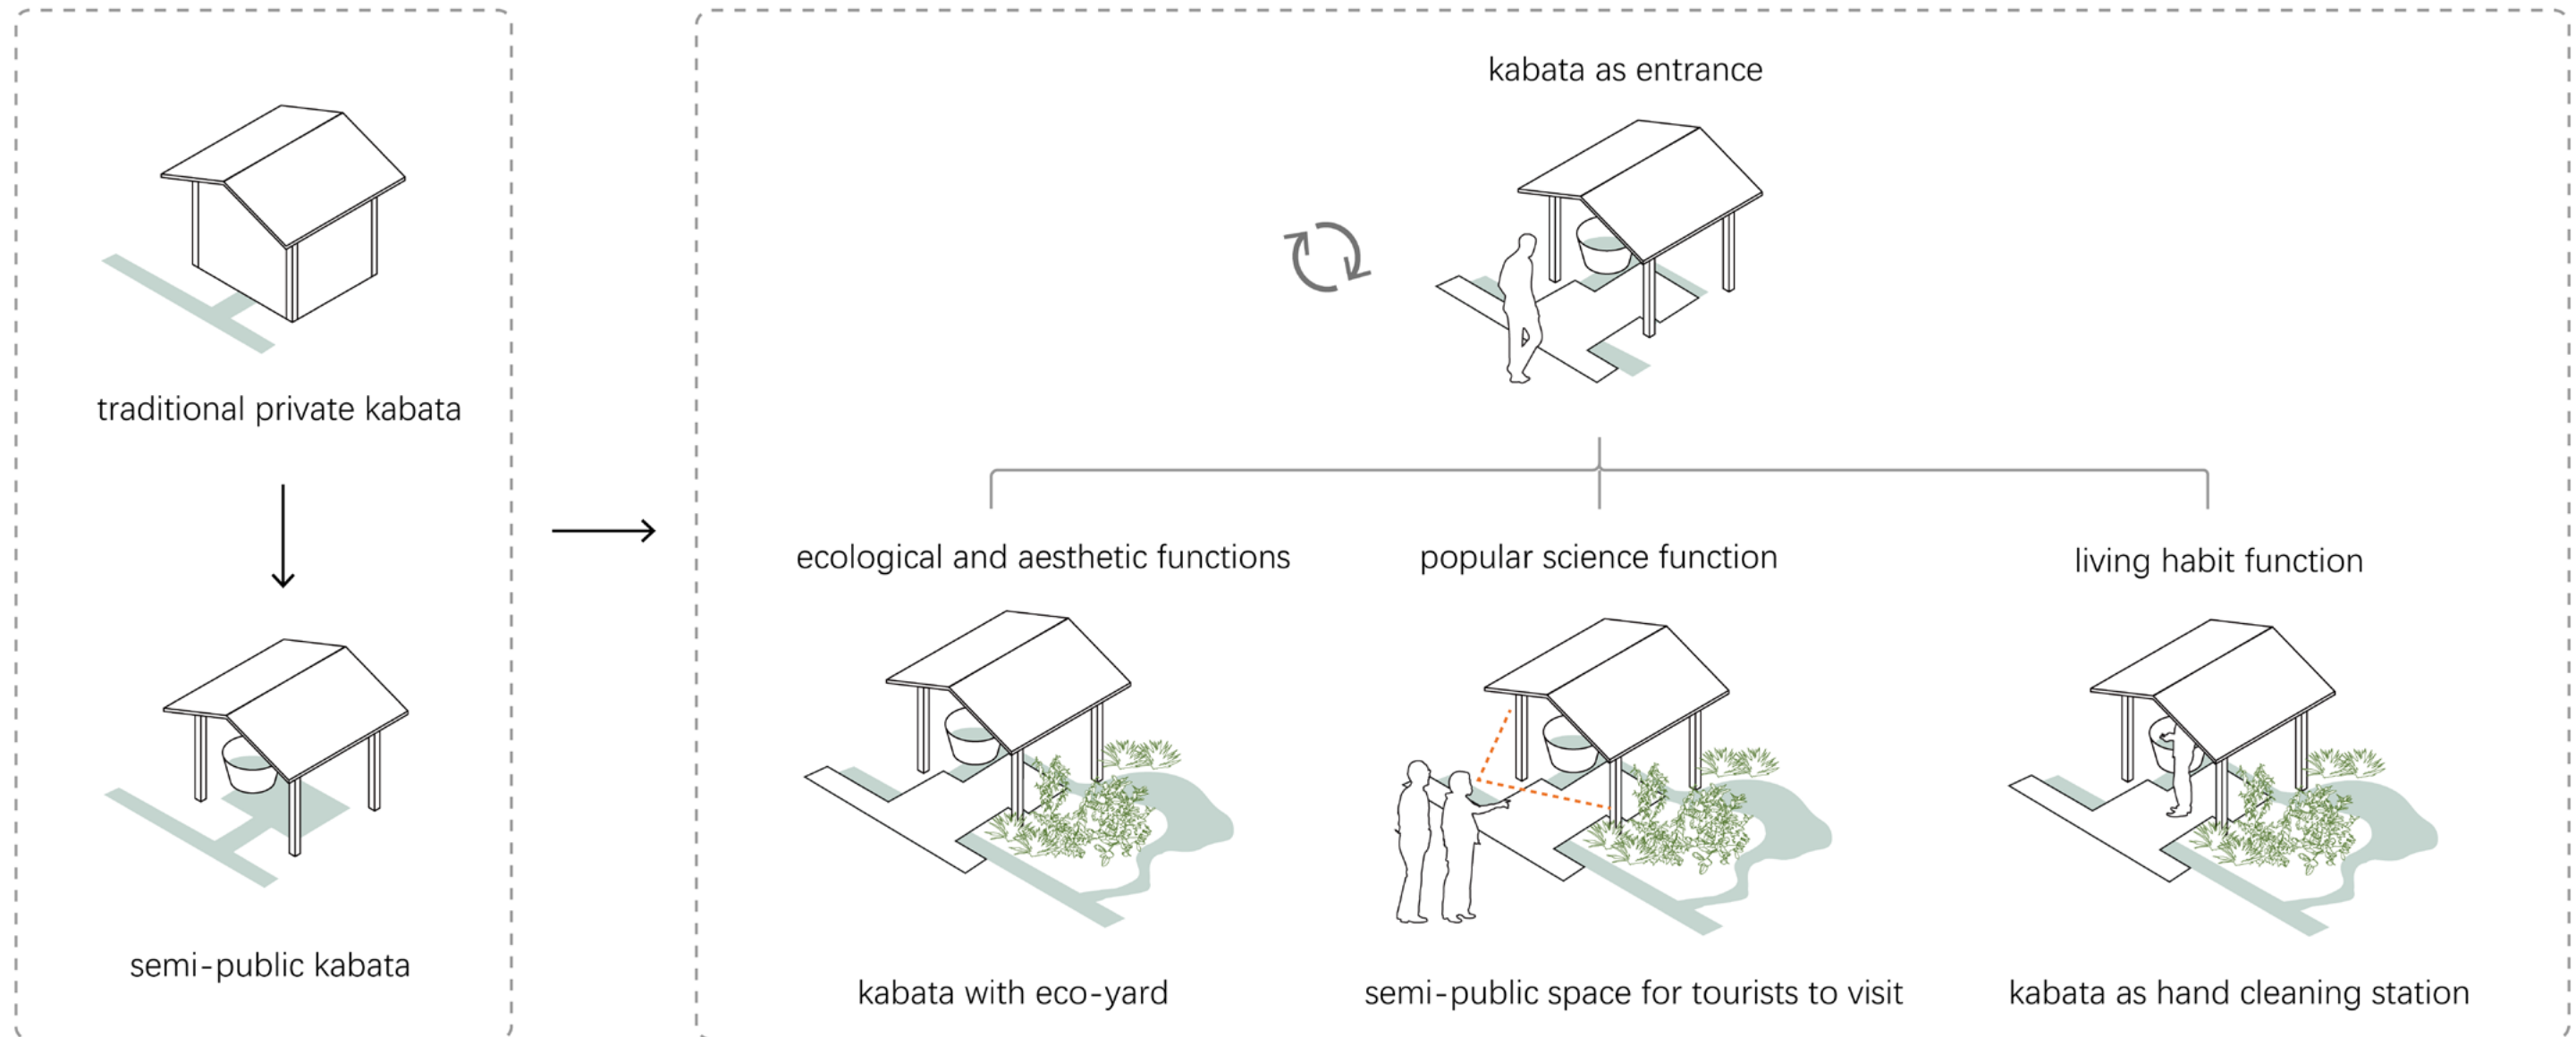 traditional private kabata
semi-public kabata
kabata as entrance
ecological and aesthetic functions
popular science function
living habit function
kabata with eco-yard
semi-public space for tourists to visit
kabata as hand cleaning station